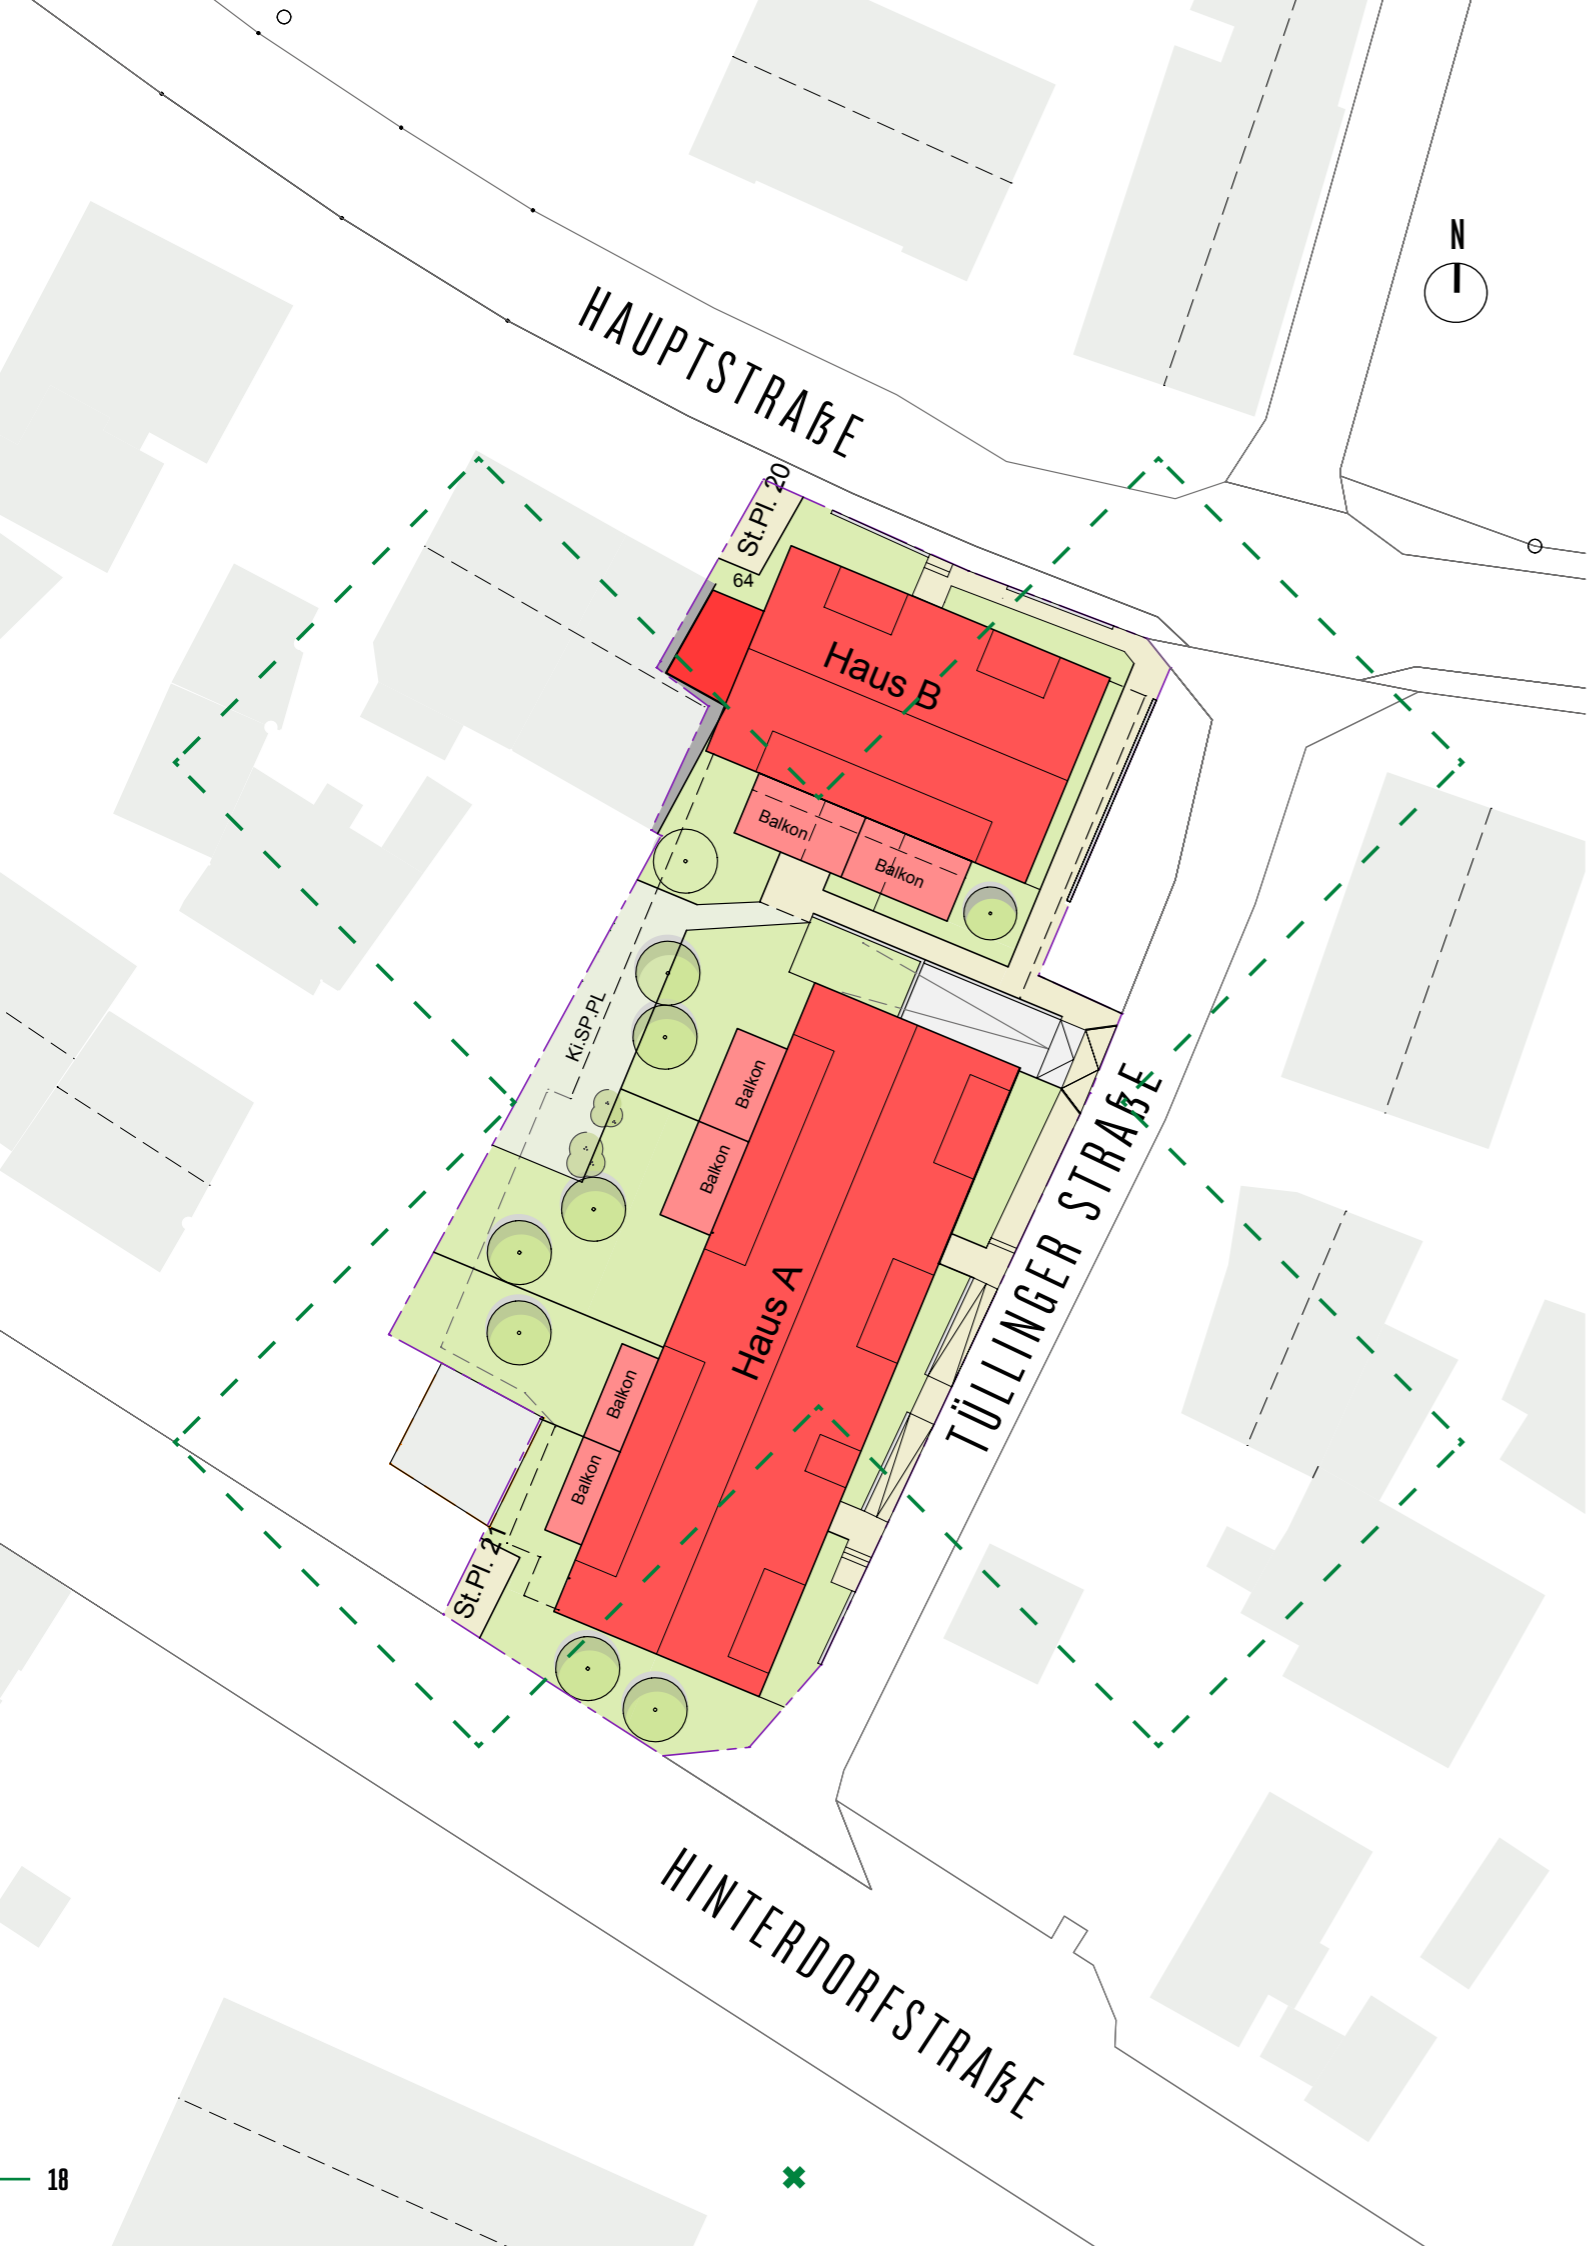 N
HAUPTSTRAßE
St.Pl. 20
64
Haus B
Balkon
Balkon
Ki.SP.PL
Balkon
Balkon
Haus A
TÜLLINGER STRAßE
Balkon
Balkon
St.Pl. 21
HINTERDORFSTRAßE
18